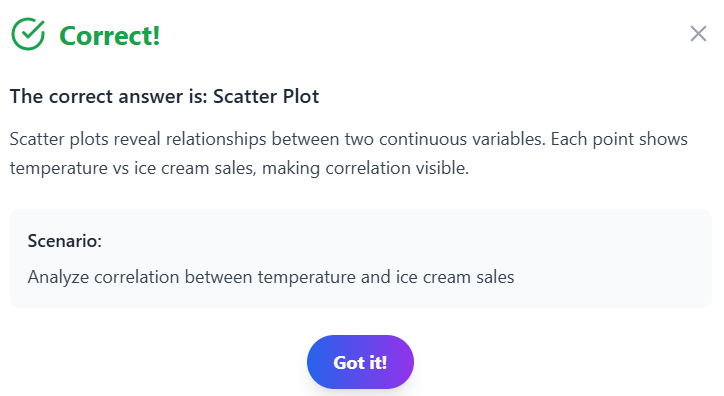 Correct!
The correct answer is: Scatter Plot
Scatter plots reveal relationships between two continuous variables. Each point shows
temperature vs ice cream sales, making correlation visible.
Scenario:
Analyze correlation between temperature and ice cream sales
Got it!